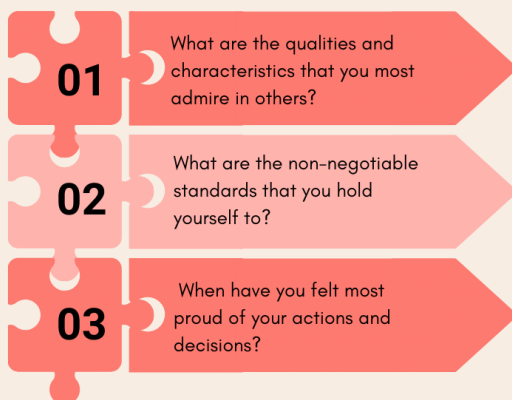 01
What are the qualities and
characteristics that you most
admire in others?
02
What are the non-negotiable
standards that you hold
yourself to?
03
When have you felt most
proud of your actions and
decisions?